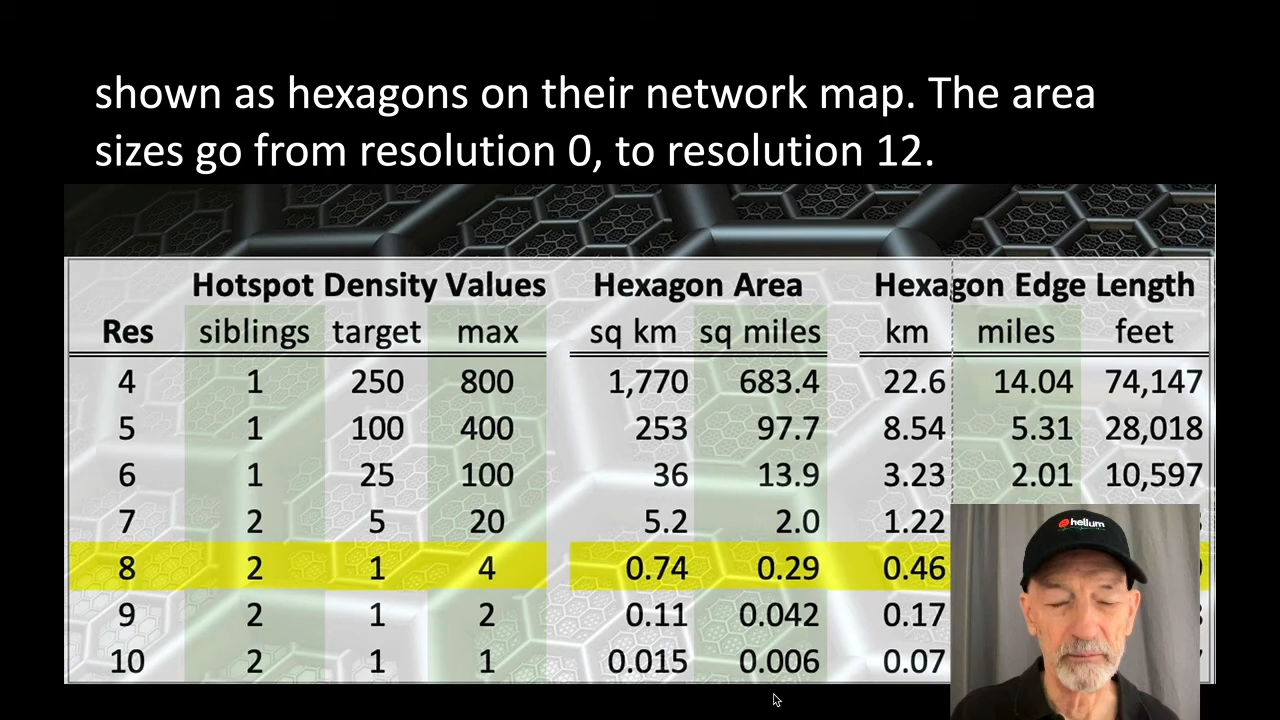 shown as hexagons on their network map. The area
sizes go from resolution 0, to resolution 12.
Hotspot Density Values Hexagon Area Hexagon Edge Length
Res siblings target max sq km sq miles km miles feet
4 1 250 800 1,770 683.4 22.6 14.04 74,147
5 1 100 400 253 97.7 8.54 5.31 28,018
6 1 25 100 36 13.9 3.23 2.01 10,597
7 2 5 20 5.2 2.0 1.22
8 2 1 4 0.74 0.29 0.46
9 2 1 2 0.11 0.042 0.17
10 2 1 1 0.015 0.006 0.07
helium